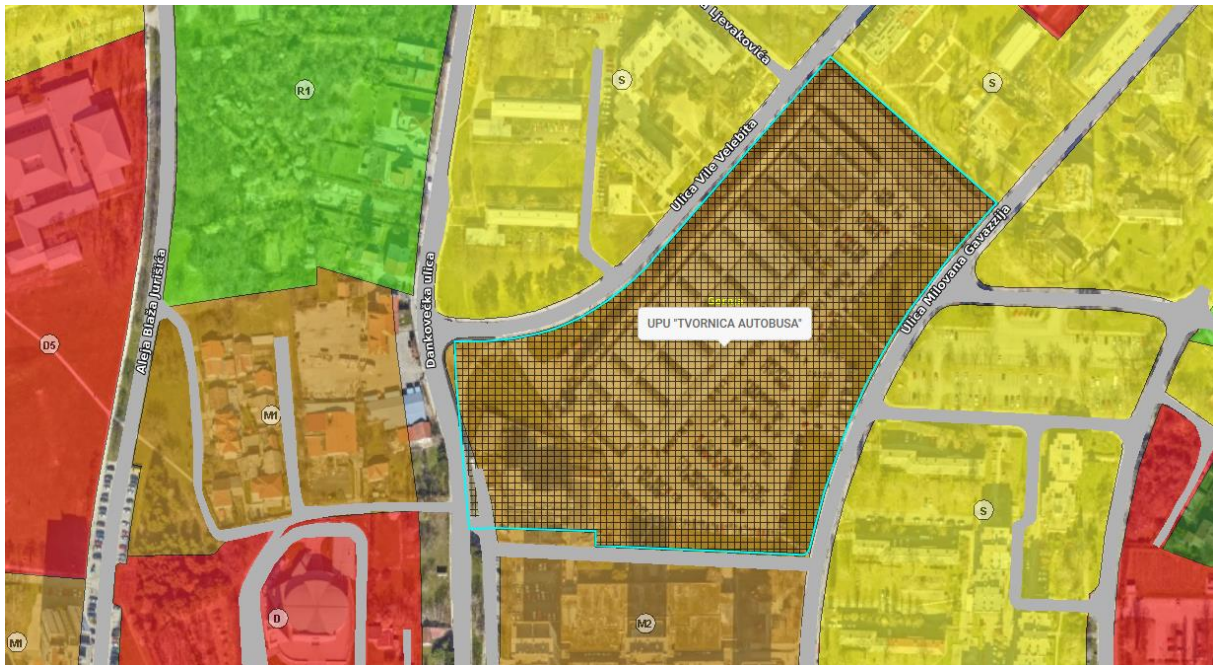 Ljevakovića
S
S
R1
Ulica Vile Velebita
Aleja Blaža Jurišića
Dankovečka ulica
Ulica Milovana Gavazzija
Gornja
UPU "TVORNICA AUTOBUSA"
D5
M1
S
D
M2
M1